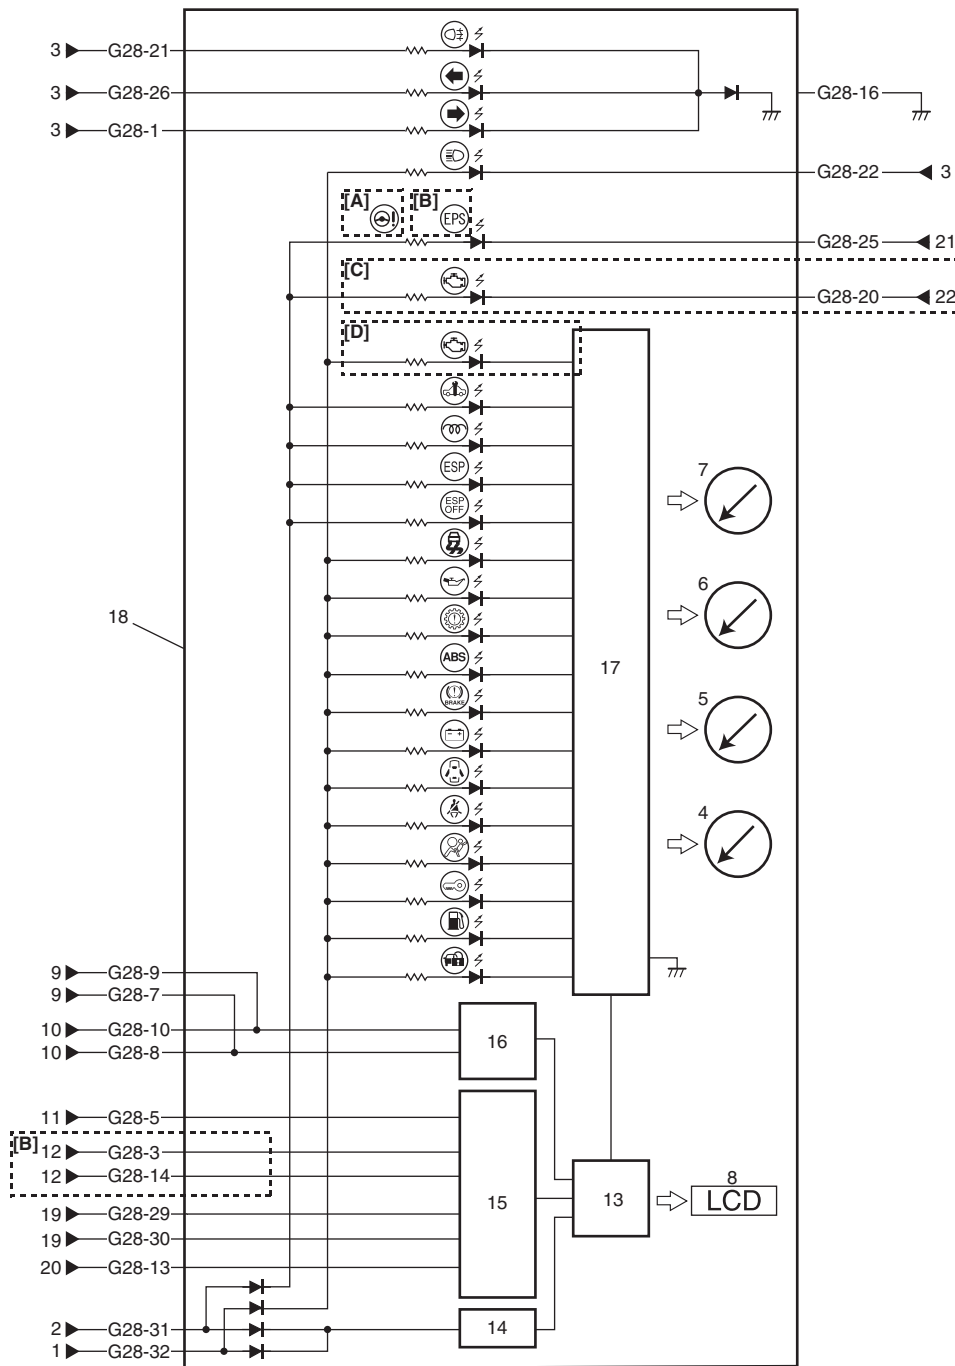 3 G28-21
3 G28-26 G28-16
3 G28-1
G28-22 3
[A] [B]
EPS
G28-25 21
[C]
G28-20 22
[D]
ESP
7
ESP
OFF
6
18
17
ABS
5
BRAKE
4
9 G28-9
9 G28-7
10 G28-10
16
10 G28-8
11 G28-5
[B]
12 G28-3
12 G28-14
8
13
LCD
15
19 G28-29
19 G28-30
20 G28-13
2 G28-31
14
1 G28-32